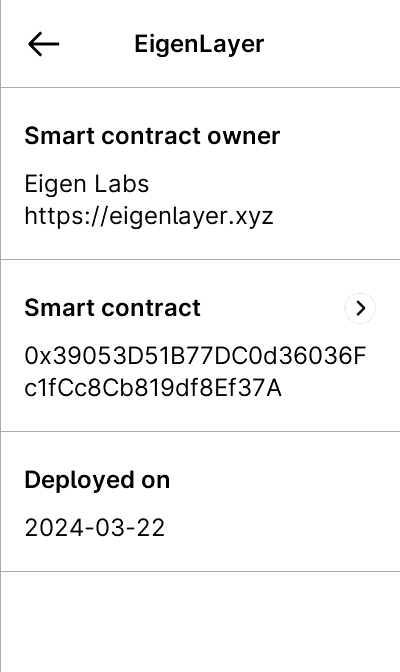 EigenLayer
Smart contract owner
Eigen Labs
https://eigenlayer.xyz
Smart contract
0x39053D51B77DC0d36036F
c1fCc8Cb819df8Ef37A
Deployed on
2024-03-22